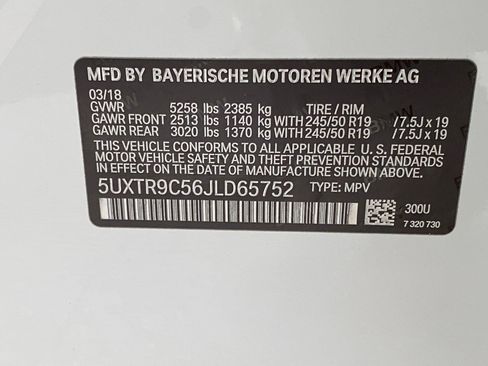 MFD BY BAYERISCHE MOTOREN WERKE AG
03/18
GVWR 5258 lbs 2385 kg TIRE / RIM
GAWR FRONT 2513 lbs 1140 kg WITH 245/50 R19 /7.5J x 19
GAWR REAR 3020 lbs 1370 kg WITH 245/50 R19 /7.5J x 19
THIS VEHICLE CONFORMS TO ALL APPLICABLE U. S. FEDERAL
MOTOR VEHICLE SAFETY, AND THEFT PREVENTION STANDARDS
IN EFFECT ON THE DATE OF MANUFACTURE SHOWN ABOVE.
5UXTR9C56JLD65752 TYPE: MPV
300U
7 320 730